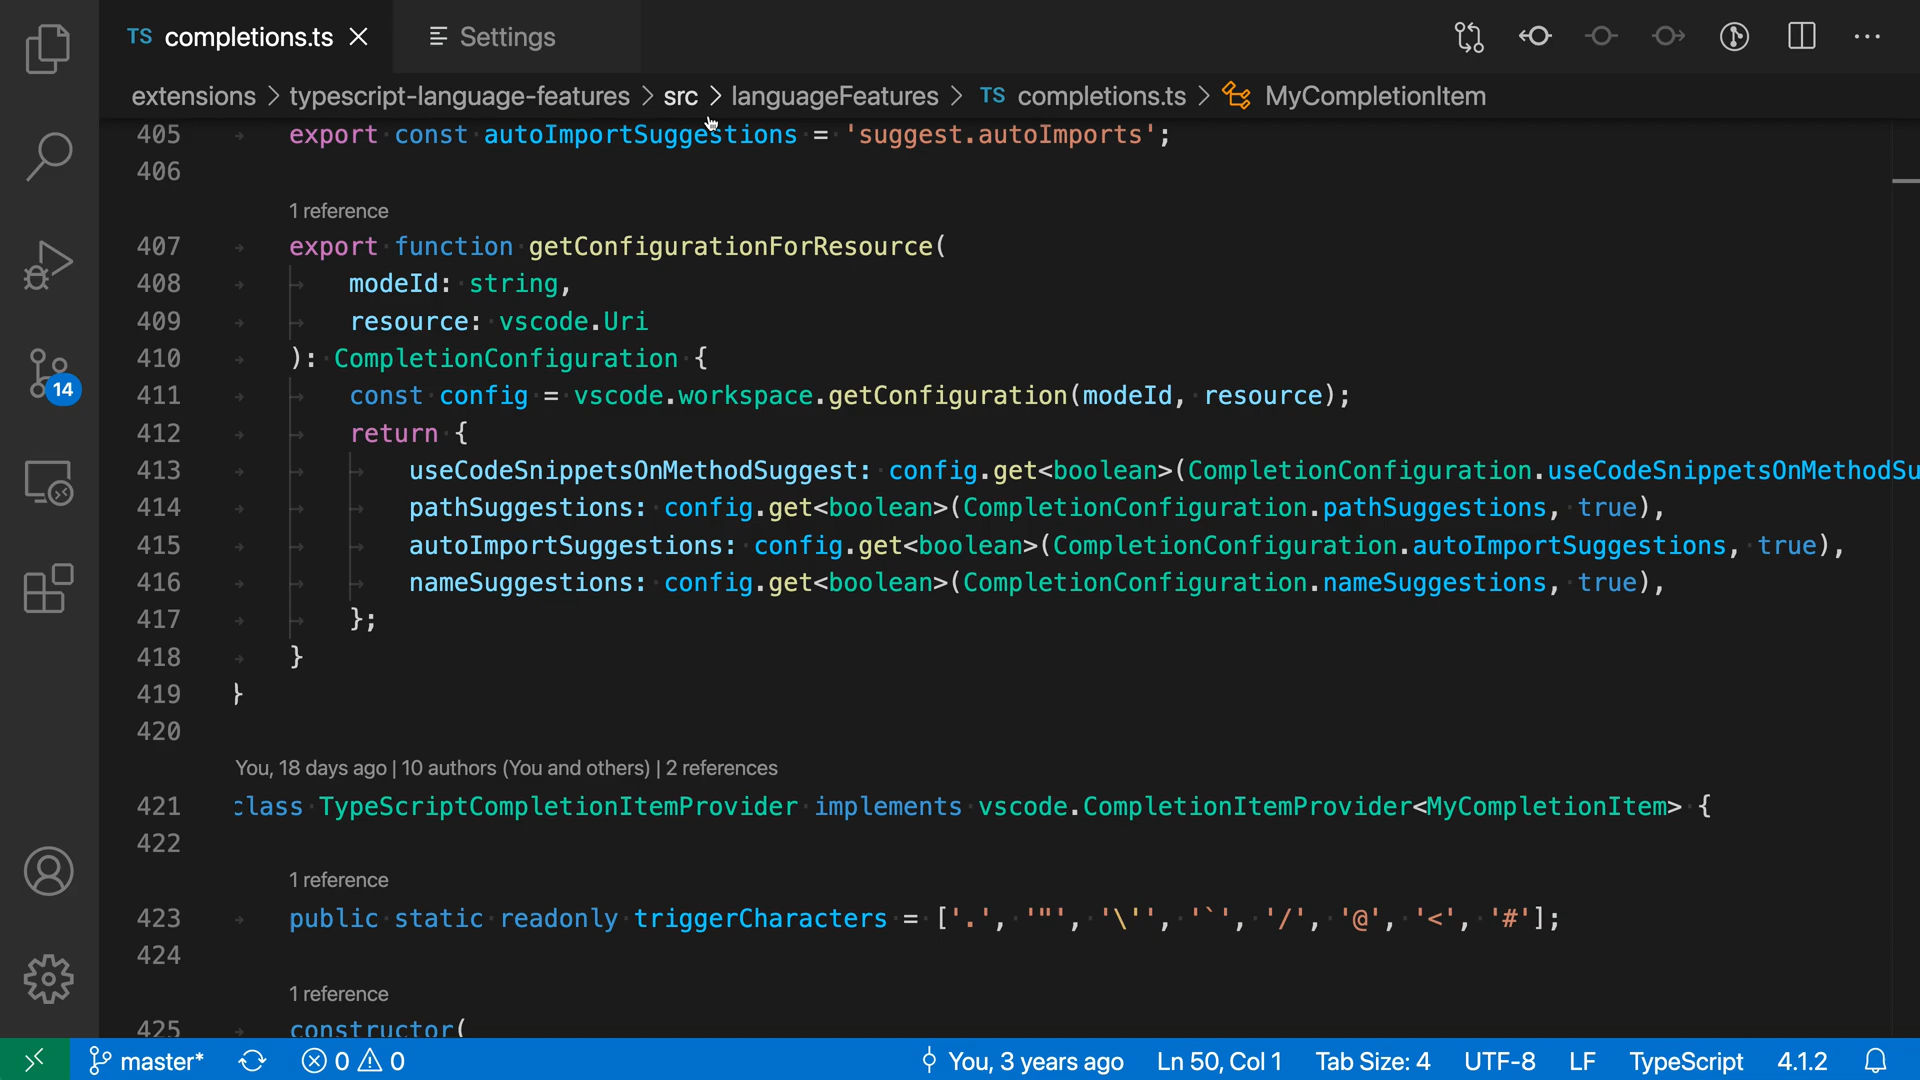 TS completions.ts
Settings
extensions > typescript-language-features > src > languageFeatures > TS completions.ts > MyCompletionItem
405 export const autoImportSuggestions = 'suggest.autoImports';
406
1 reference
407 export function getConfigurationForResource(
408 modeId: string,
409 resource: vscode.Uri
410 ): CompletionConfiguration {
411 const config = vscode.workspace.getConfiguration(modeId, resource);
412 return {
413 useCodeSnippetsOnMethodSuggest: config.get<boolean>(CompletionConfiguration.useCodeSnippetsOnMethodSu
414 pathSuggestions: config.get<boolean>(CompletionConfiguration.pathSuggestions, true),
415 autoImportSuggestions: config.get<boolean>(CompletionConfiguration.autoImportSuggestions, true),
416 nameSuggestions: config.get<boolean>(CompletionConfiguration.nameSuggestions, true),
417 };
418 }
419 }
420
You, 18 days ago | 10 authors (You and others) | 2 references
421 class TypeScriptCompletionItemProvider implements vscode.CompletionItemProvider<MyCompletionItem> {
422
1 reference
423 public static readonly triggerCharacters = ['.', '"', '\'', '`', '/', '@', '<', '#'];
424
1 reference
425 constructor(
14
master* 0 0 You, 3 years ago Ln 50, Col 1 Tab Size: 4 UTF-8 LF TypeScript 4.1.2